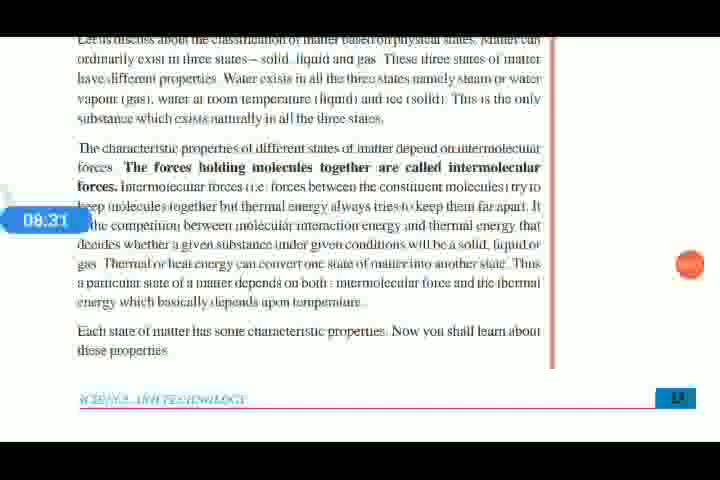 Let us discuss about the classification of matter based on physical states. Matter can
ordinarily exist in three states – solid, liquid and gas. These three states of matter
have different properties. Water exists in all the three states namely steam or water
vapour (gas), water at room temperature (liquid) and ice (solid). This is the only
substance which exists naturally in all the three states.
The characteristic properties of different states of matter depend on intermolecular
forces. The forces holding molecules together are called intermolecular
forces. Intermolecular forces (i.e. forces between the constituent molecules) try to
keep molecules together but thermal energy always tries to keep them far apart. It
08:31
the competition between molecular interaction energy and thermal energy that
decides whether a given substance under given conditions will be a solid, liquid or
gas. Thermal or heat energy can convert one state of matter into another state. Thus
a particular state of a matter depends on both : intermolecular force and the thermal
energy which basically depends upon temperature.
Each state of matter has some characteristic properties. Now you shall learn about
these properties.
SCIENCE AND TECHNOLOGY